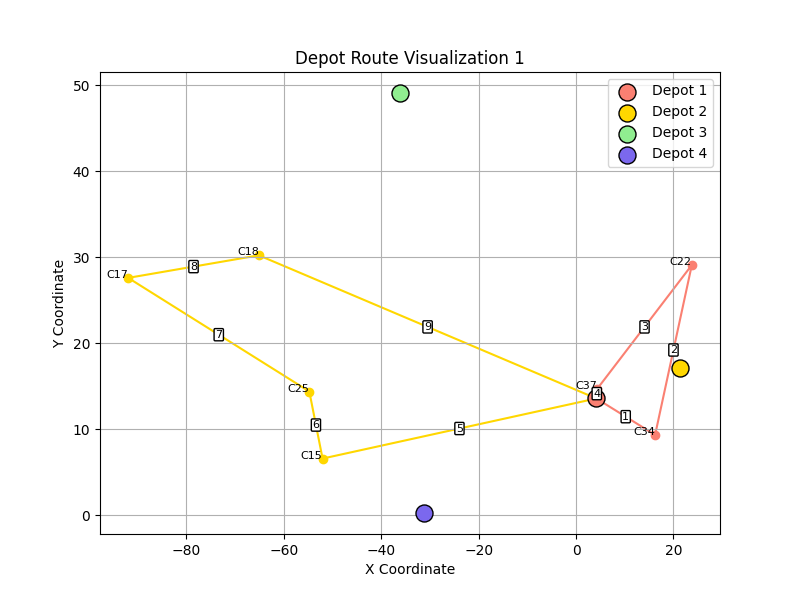 Depot Route Visualization 1
Depot 1
Depot 2
Depot 3
Depot 4
Y Coordinate
50
40
30
20
10
0
C18
C17
8
C22
7
9
3
2
C25
C37
4
6
5
1
C34
C15
−80
−60
−40
−20
0
20
X Coordinate